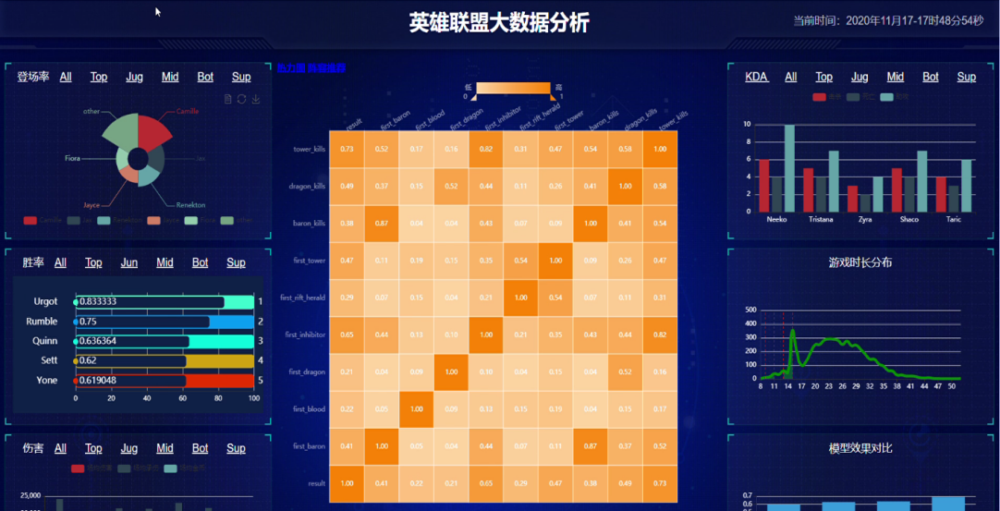 英雄联盟大数据分析
当前时间：2020年11月17-17时48分54秒
登场率 All Top Jug Mid Bot Sup
other
Camille
Fiora
Jax
Jayce
Renekton
Camille Jax Renekton Jayce Fiora other
胜率 All Top Jun Mid Bot Sup
Urgot 0.833333 1
Rumble 0.75 2
Quinn 0.636364 3
Sett 0.62 4
Yone 0.619048 5
0 20 40 60 80 100
伤害 All Top Jug Mid Bot Sup
25,000
低 高
0 1
result first_baron first_blood first_dragon first_inhibitor first_rift_herald first_tower baron_kills dragon_kills tower_kills
tower_kills 0.73 0.52 0.17 0.16 0.82 0.31 0.47 0.54 0.58 1.00
dragon_kills 0.49 0.37 0.15 0.52 0.44 0.11 0.26 0.41 1.00 0.58
baron_kills 0.38 0.87 0.04 0.04 0.43 0.07 0.09 1.00 0.41 0.54
first_tower 0.47 0.11 0.19 0.15 0.35 0.54 1.00 0.09 0.26 0.47
first_rift_herald 0.29 0.07 0.15 0.04 0.21 1.00 0.54 0.07 0.11 0.31
first_inhibitor 0.65 0.44 0.13 0.10 1.00 0.21 0.35 0.43 0.44 0.82
first_dragon 0.21 0.04 0.09 1.00 0.10 0.04 0.15 0.04 0.52 0.16
first_blood 0.22 0.05 1.00 0.09 0.13 0.15 0.19 0.04 0.15 0.17
first_baron 0.41 1.00 0.05 0.04 0.44 0.07 0.11 0.87 0.37 0.52
result 1.00 0.41 0.22 0.21 0.65 0.29 0.47 0.38 0.49 0.73
KDA All Top Jug Mid Bot Sup
10
8
6
4
2
0
Neeko Tristana Zyra Shaco Taric
游戏时长分布
500
400
300
200
100
0
8 11 14 17 20 23 26 29 32 35 38 41 44 47 50
模型效果对比
0.7
0.6